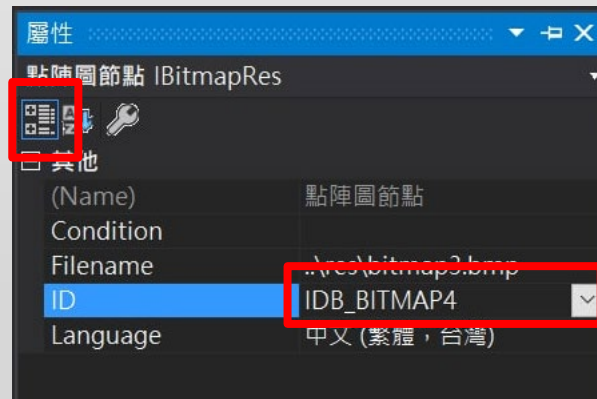 屬性
點陣圖節點 IBitmapRes
其他
(Name) 點陣圖節點
Condition
Filename ..\res\bitmap3.bmp
ID IDB_BITMAP4
Language 中文 (繁體，台灣)